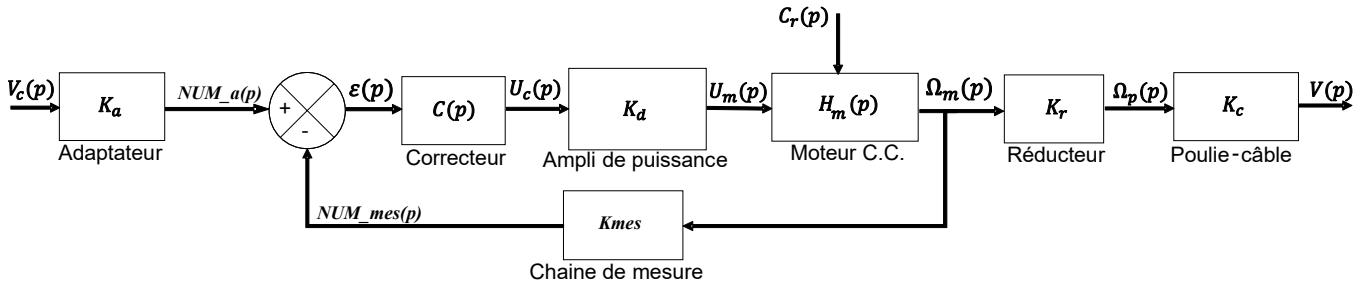 C_r(p)
V_c(p)
K_a
NUM_a(p)
+
-
ε(p)
C(p)
U_c(p)
K_d
U_m(p)
H_m(p)
Ω_m(p)
K_r
Ω_p(p)
K_c
V(p)
Adaptateur
Correcteur
Ampli de puissance
Moteur C.C.
Réducteur
Poulie-câble
NUM_mes(p)
Kmes
Chaine de mesure